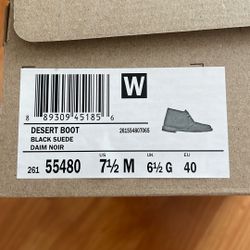 W
8 89309 45185 6
DESERT BOOT
BLACK SUEDE
DAIM NOIR
261554807065
US UK EU
261 55480 7½ M 6½ G 40